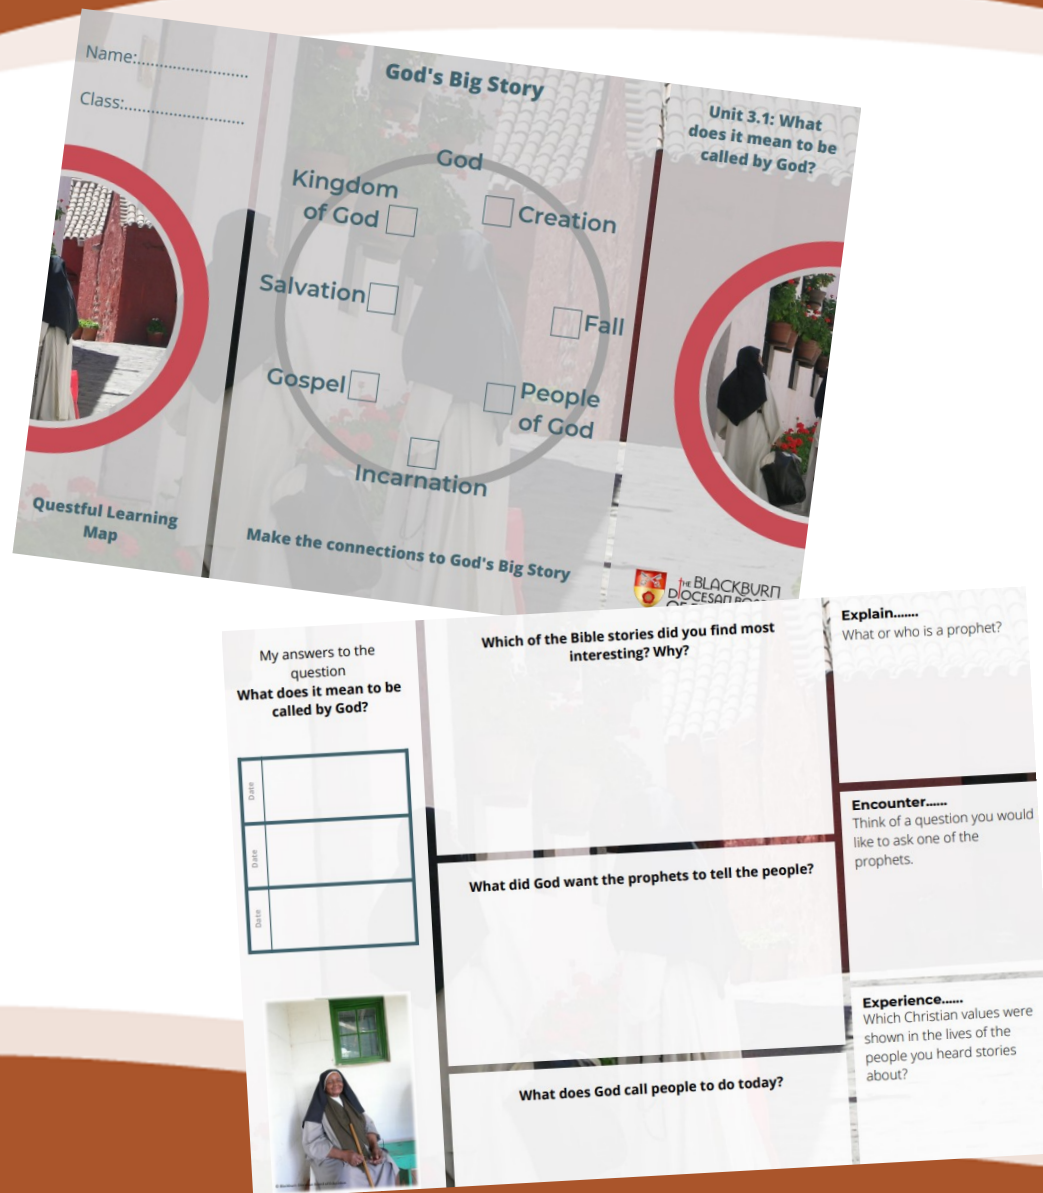 Name:........................
Class:..........................
Questful Learning
Map
God's Big Story
God
Kingdom
of God
Creation
Salvation
Fall
Gospel
People
of God
Incarnation
Make the connections to God's Big Story
Unit 3.1: What
does it mean to be
called by God?
THE BLACKBURN
DIOCESAN BOARD
My answers to the
question
What does it mean to be
called by God?
Date
Date
Date
Which of the Bible stories did you find most
interesting? Why?
What did God want the prophets to tell the people?
What does God call people to do today?
Explain.......
What or who is a prophet?
Encounter......
Think of a question you would
like to ask one of the
prophets.
Experience......
Which Christian values were
shown in the lives of the
people you heard stories
about?